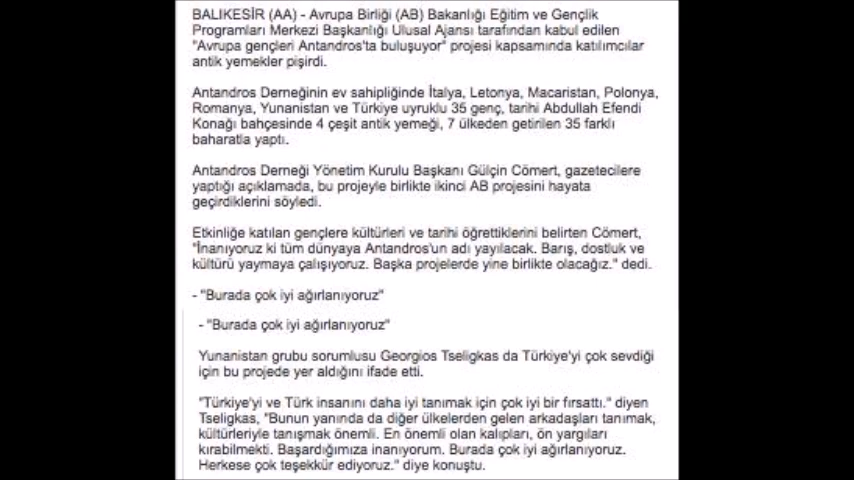 BALIKESİR (AA) - Avrupa Birliği (AB) Bakanlığı Eğitim ve Gençlik
Programları Merkezi Başkanlığı Ulusal Ajansı tarafından kabul edilen
"Avrupa gençleri Antandros'ta buluşuyor" projesi kapsamında katılımcılar
antik yemekler pişirdi.
Antandros Derneğinin ev sahipliğinde İtalya, Letonya, Macaristan, Polonya,
Romanya, Yunanistan ve Türkiye uyruklu 35 genç, tarihi Abdullah Efendi
Konağı bahçesinde 4 çeşit antik yemeği, 7 ülkeden getirilen 35 farklı
baharatla yaptı.
Antandros Derneği Yönetim Kurulu Başkanı Gülçin Cömert, gazetecilere
yaptığı açıklamada, bu projeyle birlikte ikinci AB projesini hayata
geçirdiklerini söyledi.
Etkinliğe katılan gençlere kültürleri ve tarihi öğrettiklerini belirten Cömert,
"İnanıyoruz ki tüm dünyaya Antandros'un adı yayılacak. Barış, dostluk ve
kültürü yaymaya çalışıyoruz. Başka projelerde yine birlikte olacağız." dedi.
- "Burada çok iyi ağırlanıyoruz"
- "Burada çok iyi ağırlanıyoruz"
Yunanistan grubu sorumlusu Georgios Tseligkas da Türkiye'yi çok sevdiği
için bu projede yer aldığını ifade etti.
"Türkiye'yi ve Türk insanını daha iyi tanımak için çok iyi bir fırsattı." diyen
Tseligkas, "Bunun yanında da diğer ülkelerden gelen arkadaşları tanımak,
kültürleriyle tanışmak önemli. En önemli olan kalıpları, ön yargıları
kırabilmekti. Başardığımıza inanıyorum. Burada çok iyi ağırlanıyoruz.
Herkese çok teşekkür ediyoruz." diye konuştu.